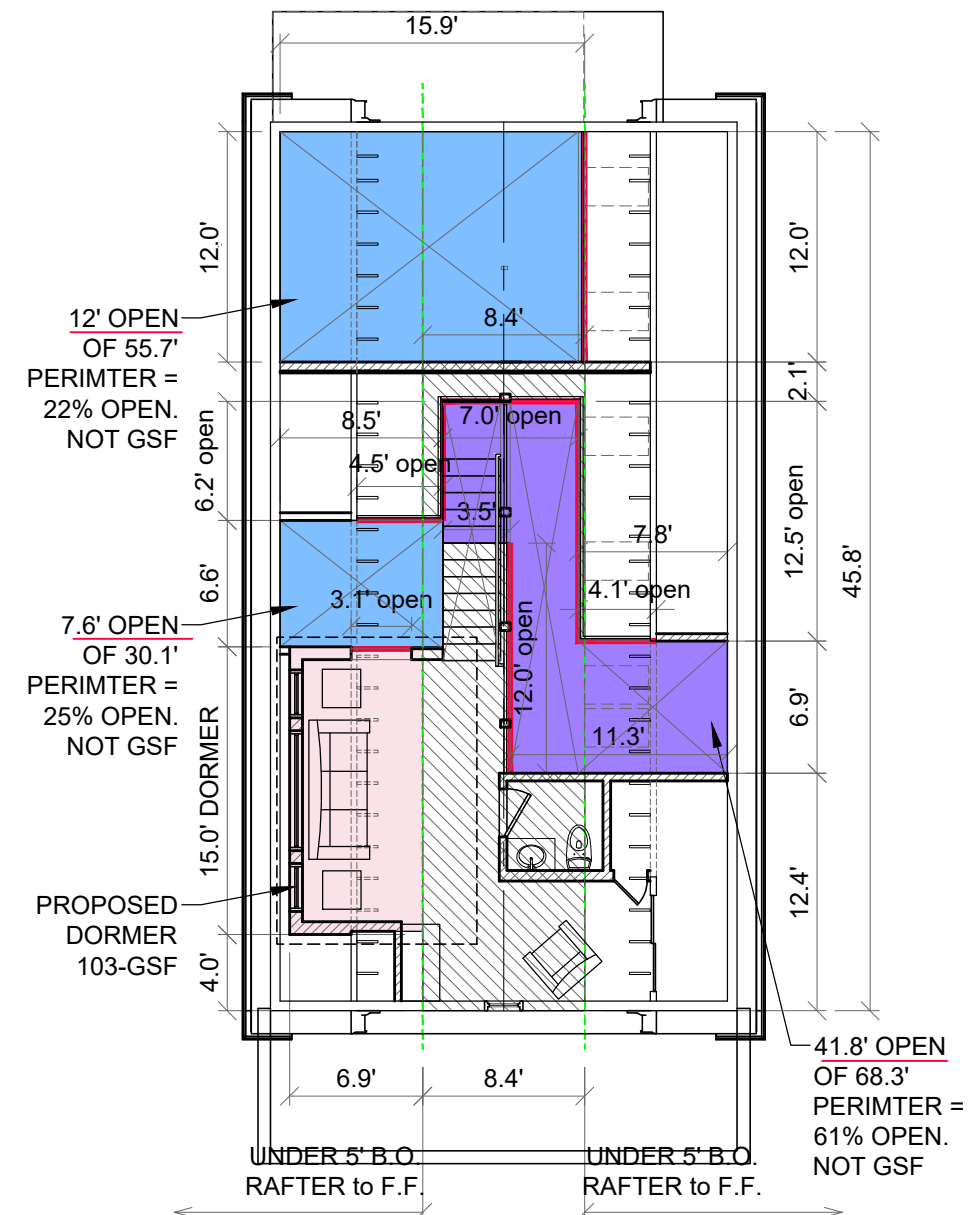 15.9'
12.0'
12.0'
8.4'
12' OPEN
OF 55.7'
PERIMTER =
22% OPEN.
NOT GSF
2.1'
8.5'
7.0' open
6.2' open
4.5' open
3.5'
12.5' open
45.8'
7.8'
4.1' open
6.6'
3.1' open
7.6' OPEN
OF 30.1'
PERIMTER =
25% OPEN.
NOT GSF
12.0' open
6.9'
11.3'
15.0' DORMER
PROPOSED
DORMER
103-GSF
12.4'
4.0'
41.8' OPEN
OF 68.3'
PERIMTER =
61% OPEN.
NOT GSF
6.9'
8.4'
UNDER 5' B.O.
RAFTER to F.F.
UNDER 5' B.O.
RAFTER to F.F.